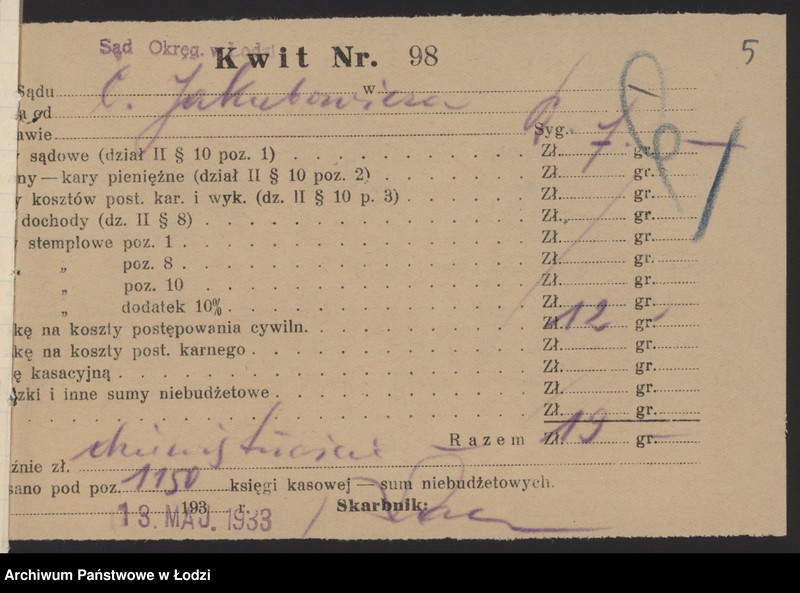 Sąd Okręg. w Łodzi
Kwit Nr. 98
5
Sądu w
a od C. Jakubowicza
awie Syg.
y sądowe (dział II § 10 poz. 1) Zł. 7 gr. —
ny — kary pieniężne (dział II § 10 poz. 2) Zł. gr.
y kosztów post. kar. i wyk. (dz. II § 10 p. 3) Zł. gr.
dochody (dz. II § 8) Zł. gr.
y stemplowe poz. 1 Zł. gr.
„ „ poz. 8 Zł. gr.
„ poz. 10 Zł. gr.
„ dodatek 10% Zł. gr.
kę na koszty postępowania cywiln. Zł. 12 gr. -
kę na koszty post. karnego Zł. gr.
ę kasacyjną Zł. gr.
zki i inne sumy niebudżetowe Zł. gr.
Zł. gr.
Razem Zł. 19 gr. —
źnie zł. dziewiętnaście
sano pod poz. 1150 księgi kasowej — sum niebudżetowych.
13. MAJ. 1933 193 r. Skarbnik:
Archiwum Państwowe w Łodzi